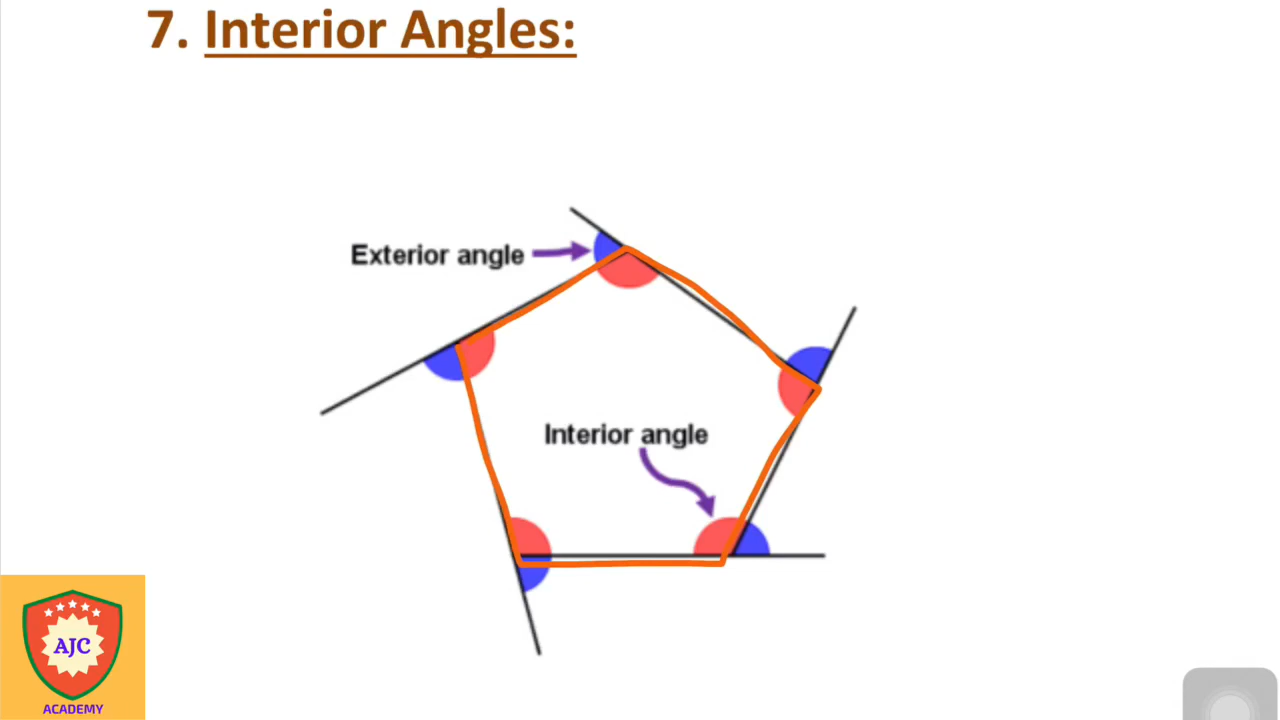 7. Interior Angles:
Exterior angle
Interior angle
AJC
ACADEMY